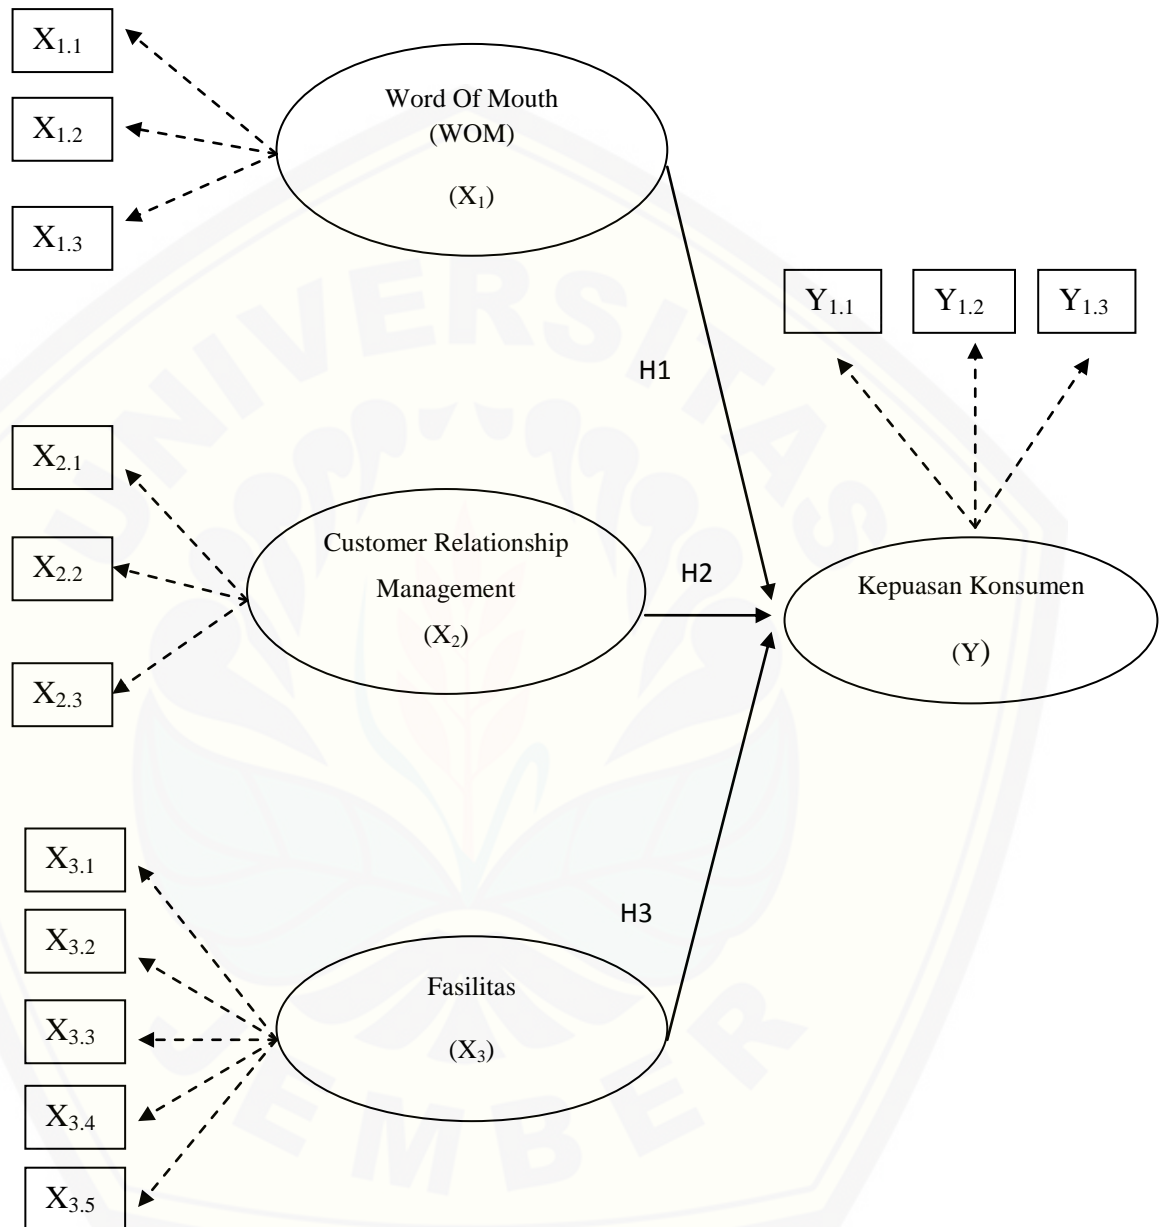 X1.1
X1.2
X1.3
Word Of Mouth
(WOM)
(X1)
Y1.1
Y1.2
Y1.3
H1
X2.1
X2.2
X2.3
Customer Relationship
Management
(X2)
H2
Kepuasan Konsumen
(Y)
X3.1
X3.2
X3.3
X3.4
X3.5
H3
Fasilitas
(X3)
UNIVERSITAS
JEMBER